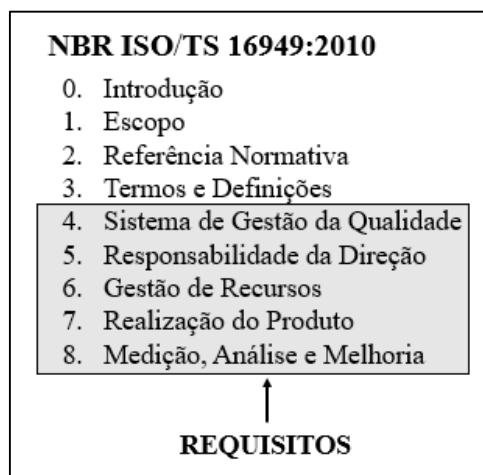 NBR ISO/TS 16949:2010
0. Introdução
1. Escopo
2. Referência Normativa
3. Termos e Definições
4. Sistema de Gestão da Qualidade
5. Responsabilidade da Direção
6. Gestão de Recursos
7. Realização do Produto
8. Medição, Análise e Melhoria
REQUISITOS